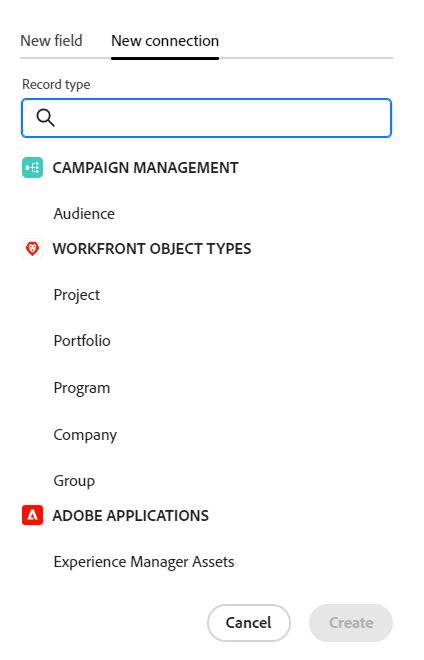 New field New connection
Record type
CAMPAIGN MANAGEMENT
Audience
WORKFRONT OBJECT TYPES
Project
Portfolio
Program
Company
Group
ADOBE APPLICATIONS
Experience Manager Assets
Cancel Create